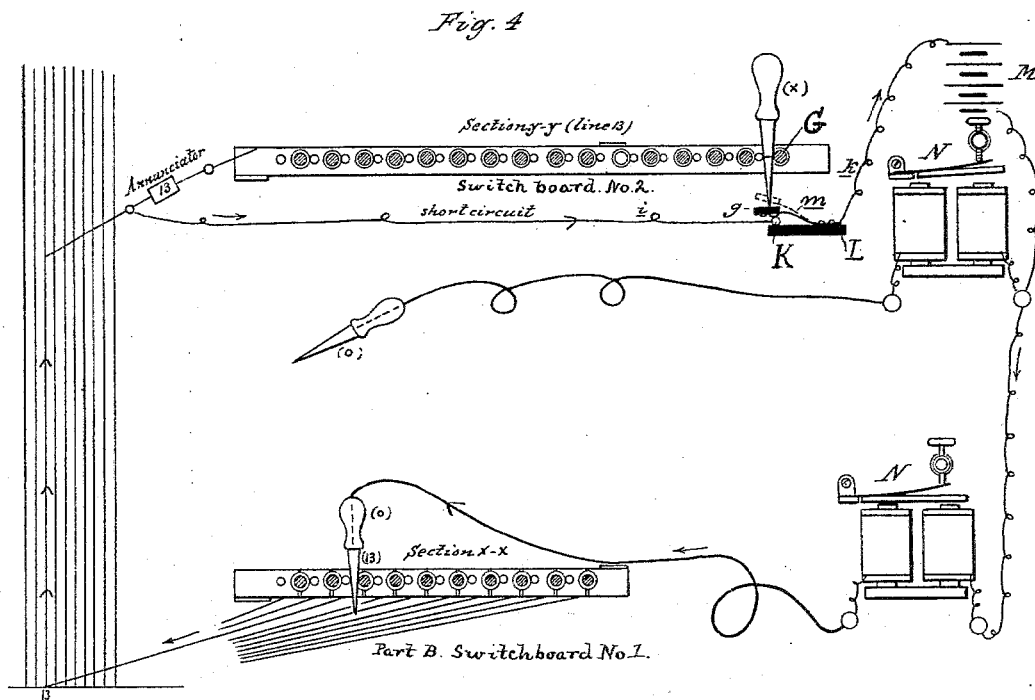 Fig. 4
M
(x)
Section y-y (line B)
G
N
Annunciator
13
Switch board. No. 2.
k
short circuit
i
g
m
K
L
(o)
N
(o)
(13)
Section x-x
Part B. Switchboard No 1.
13